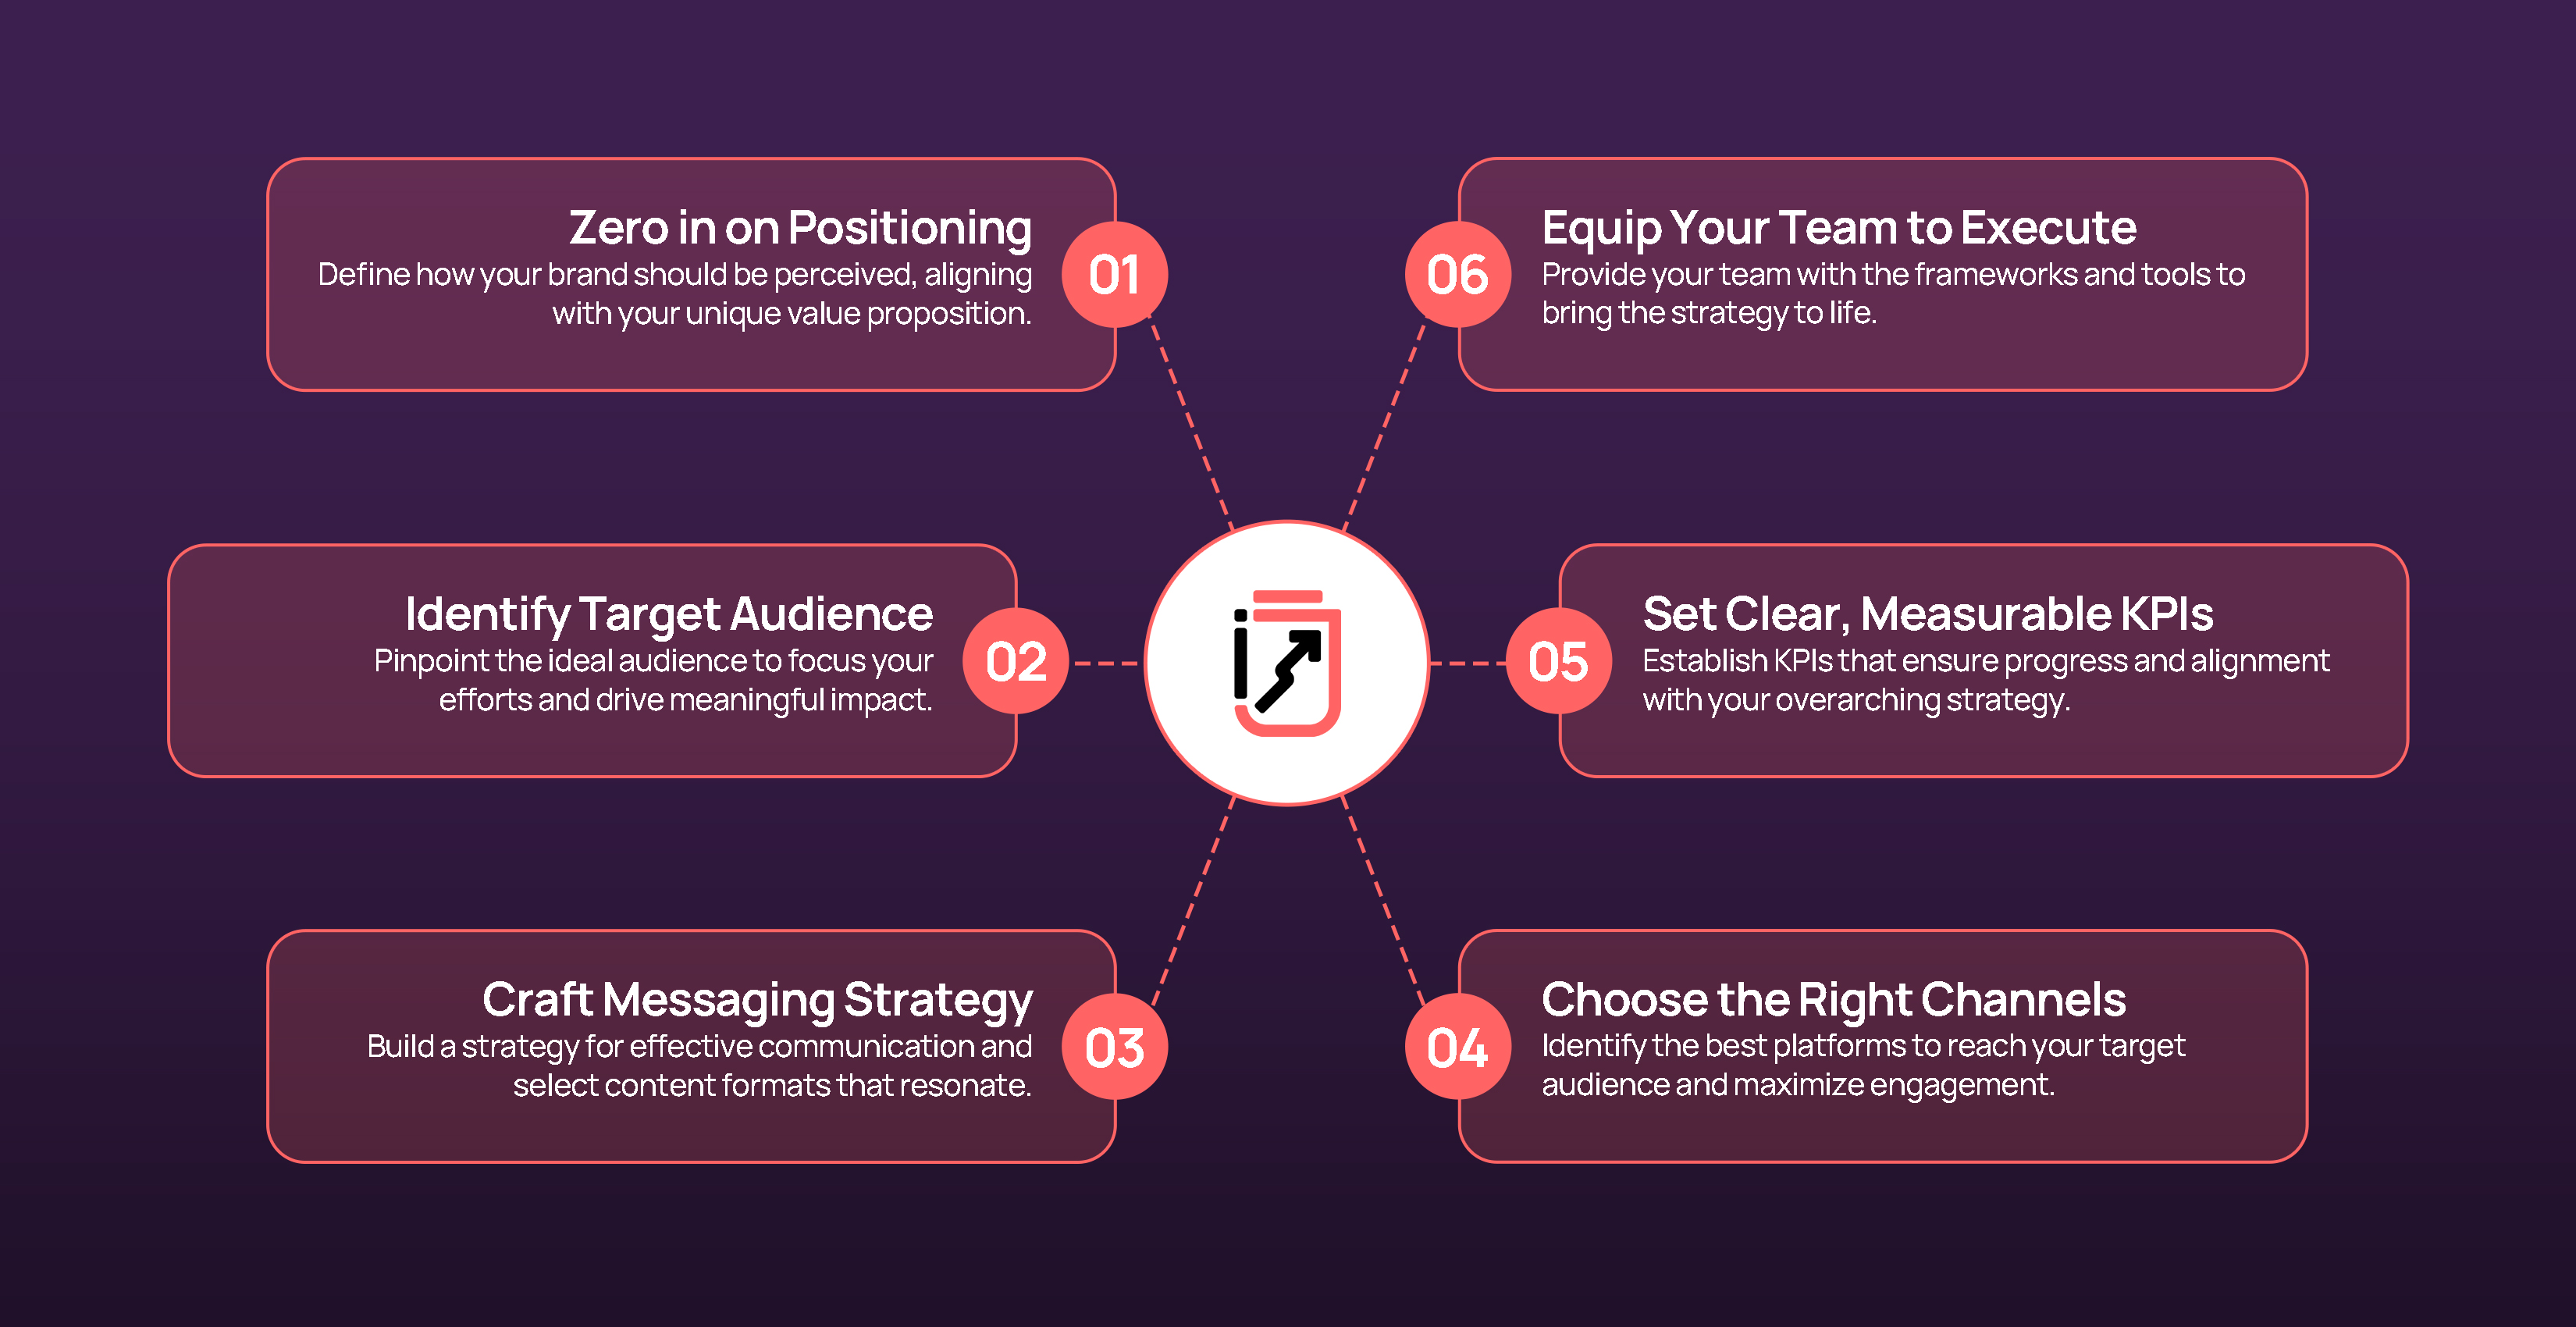 Zero in on Positioning
Define how your brand should be perceived, aligning
with your unique value proposition.
01
Identify Target Audience
Pinpoint the ideal audience to focus your
efforts and drive meaningful impact.
02
Craft Messaging Strategy
Build a strategy for effective communication and
select content formats that resonate.
03
04
Choose the Right Channels
Identify the best platforms to reach your target
audience and maximize engagement.
05
Set Clear, Measurable KPIs
Establish KPIs that ensure progress and alignment
with your overarching strategy.
06
Equip Your Team to Execute
Provide your team with the frameworks and tools to
bring the strategy to life.